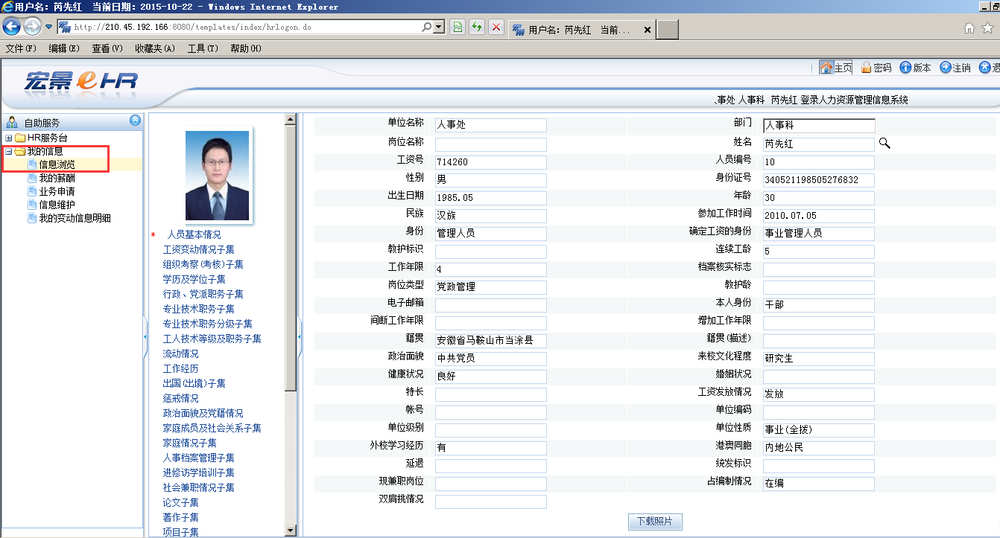 用户名：芮先红　当前日期：2015-10-22 - Windows Internet Explorer
http://210.45.192.166:8080/templates/index/hrlogon.do
用户名：芮先红　当前...
文件(F) 编辑(E) 查看(V) 收藏夹(A) 工具(T) 帮助(H)
宏景eHR
主页 密码 版本 注销 退
人事处 人事科 芮先红 登录人力资源管理信息系统
自助服务
HR服务台
我的信息
信息浏览
我的薪酬
业务申请
信息维护
我的变动信息明细
* 人员基本情况
工资变动情况子集
组织考察(考核)子集
学历及学位子集
行政、党派职务子集
专业技术职务子集
专业技术职务分级子集
工人技术等级及职务子集
流动情况
工作经历
出国(出境)子集
惩戒情况
政治面貌及党籍情况
家庭成员及社会关系子集
家庭情况子集
人事档案管理子集
进修访学培训子集
社会兼职情况子集
论文子集
著作子集
项目子集
单位名称 人事处 部门 人事科
岗位名称 姓名 芮先红
工资号 714260 人员编号 10
性别 男 身份证号 340521198505276832
出生日期 1985.05 年龄 30
民族 汉族 参加工作时间 2010.07.05
身份 管理人员 确定工资的身份 事业管理人员
教护标识 连续工龄 5
工作年限 4 档案核实标志
岗位类型 党政管理 教护龄
电子邮箱 本人身份 干部
间断工作年限 增加工作年限
籍贯 安徽省马鞍山市当涂县 籍贯(描述)
政治面貌 中共党员 来校文化程度 研究生
健康状况 良好 婚姻状况
特长 工资发放情况 发放
帐号 单位编码
单位级别 单位性质 事业(全拨)
外校学习经历 有 港澳同胞 内地公民
延退 统发标识
现兼职岗位 占编制情况 在编
双肩挑情况
下载照片